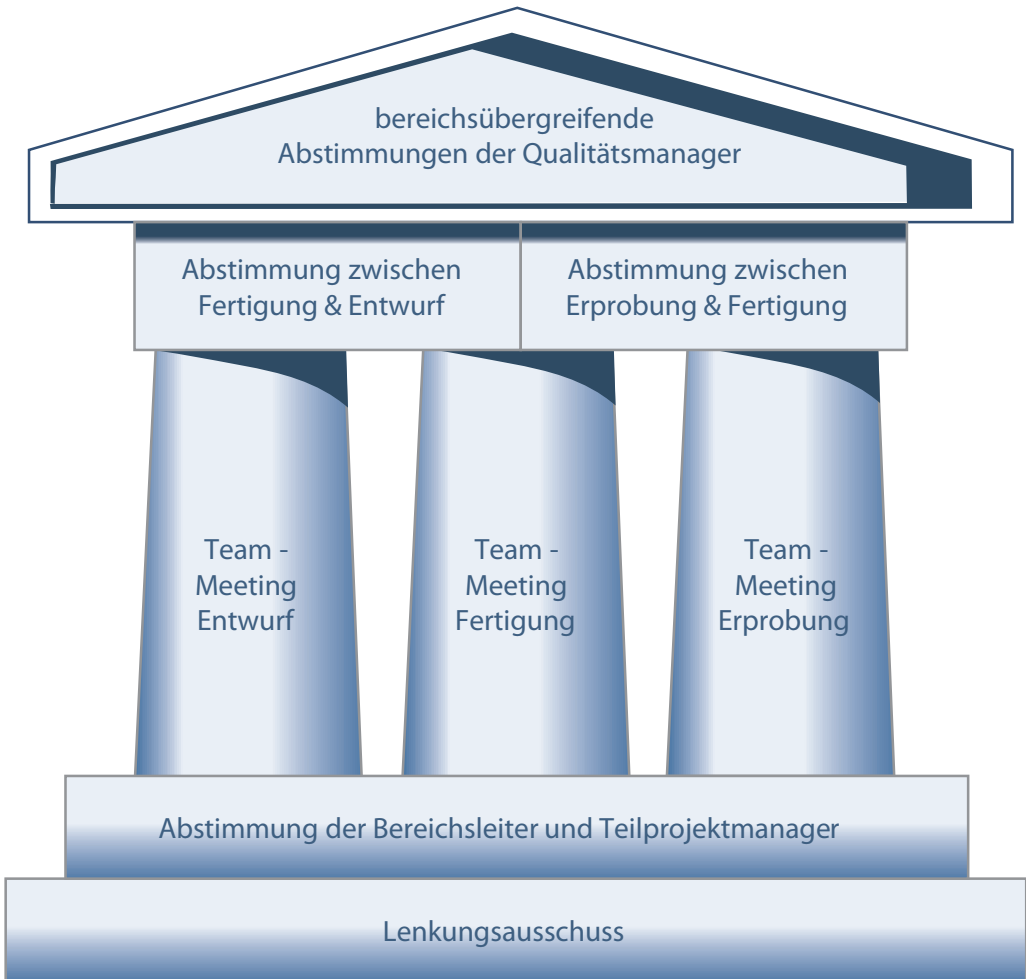 bereichsübergreifende
Abstimmungen der Qualitätsmanager
Abstimmung zwischen
Fertigung & Entwurf
Abstimmung zwischen
Erprobung & Fertigung
Team -
Meeting
Entwurf
Team -
Meeting
Fertigung
Team -
Meeting
Erprobung
Abstimmung der Bereichsleiter und Teilprojektmanager
Lenkungsausschuss